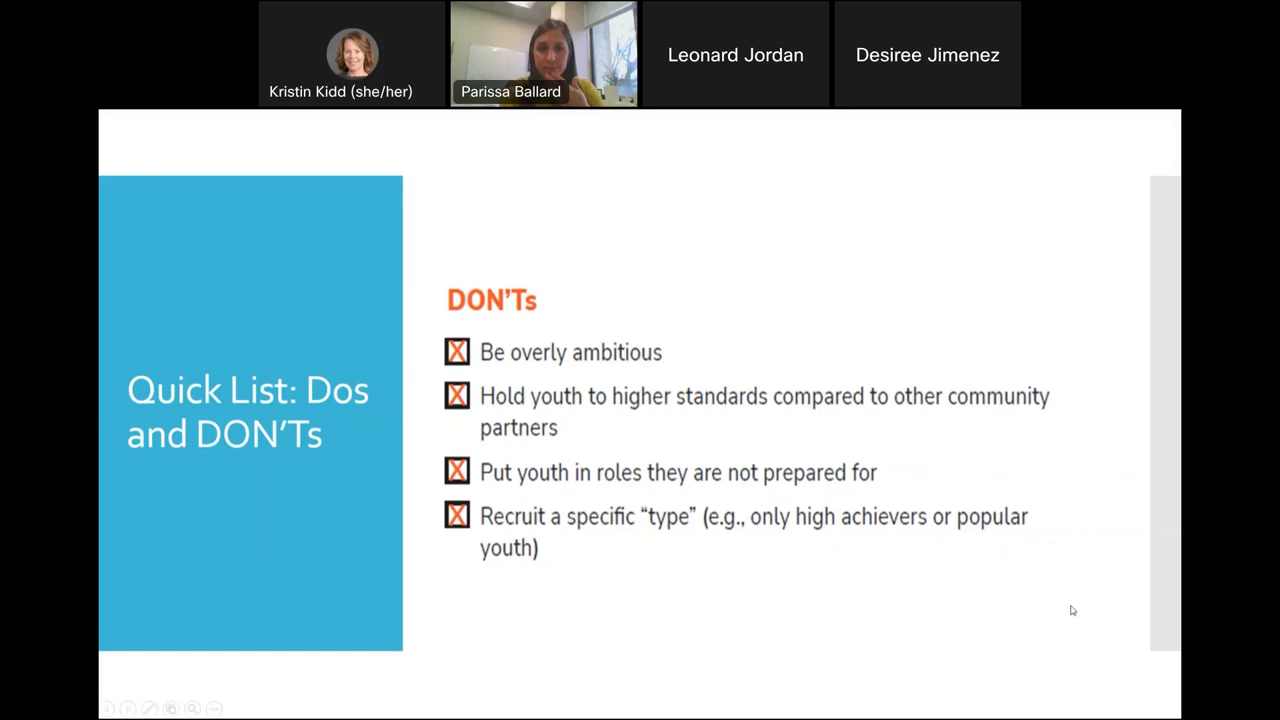 Kristin Kidd (she/her)
Parissa Ballard
Leonard Jordan
Desiree Jimenez
Quick List: Dos
and DON'Ts
DON'Ts
Be overly ambitious
Hold youth to higher standards compared to other community
partners
Put youth in roles they are not prepared for
Recruit a specific “type” (e.g., only high achievers or popular
youth)